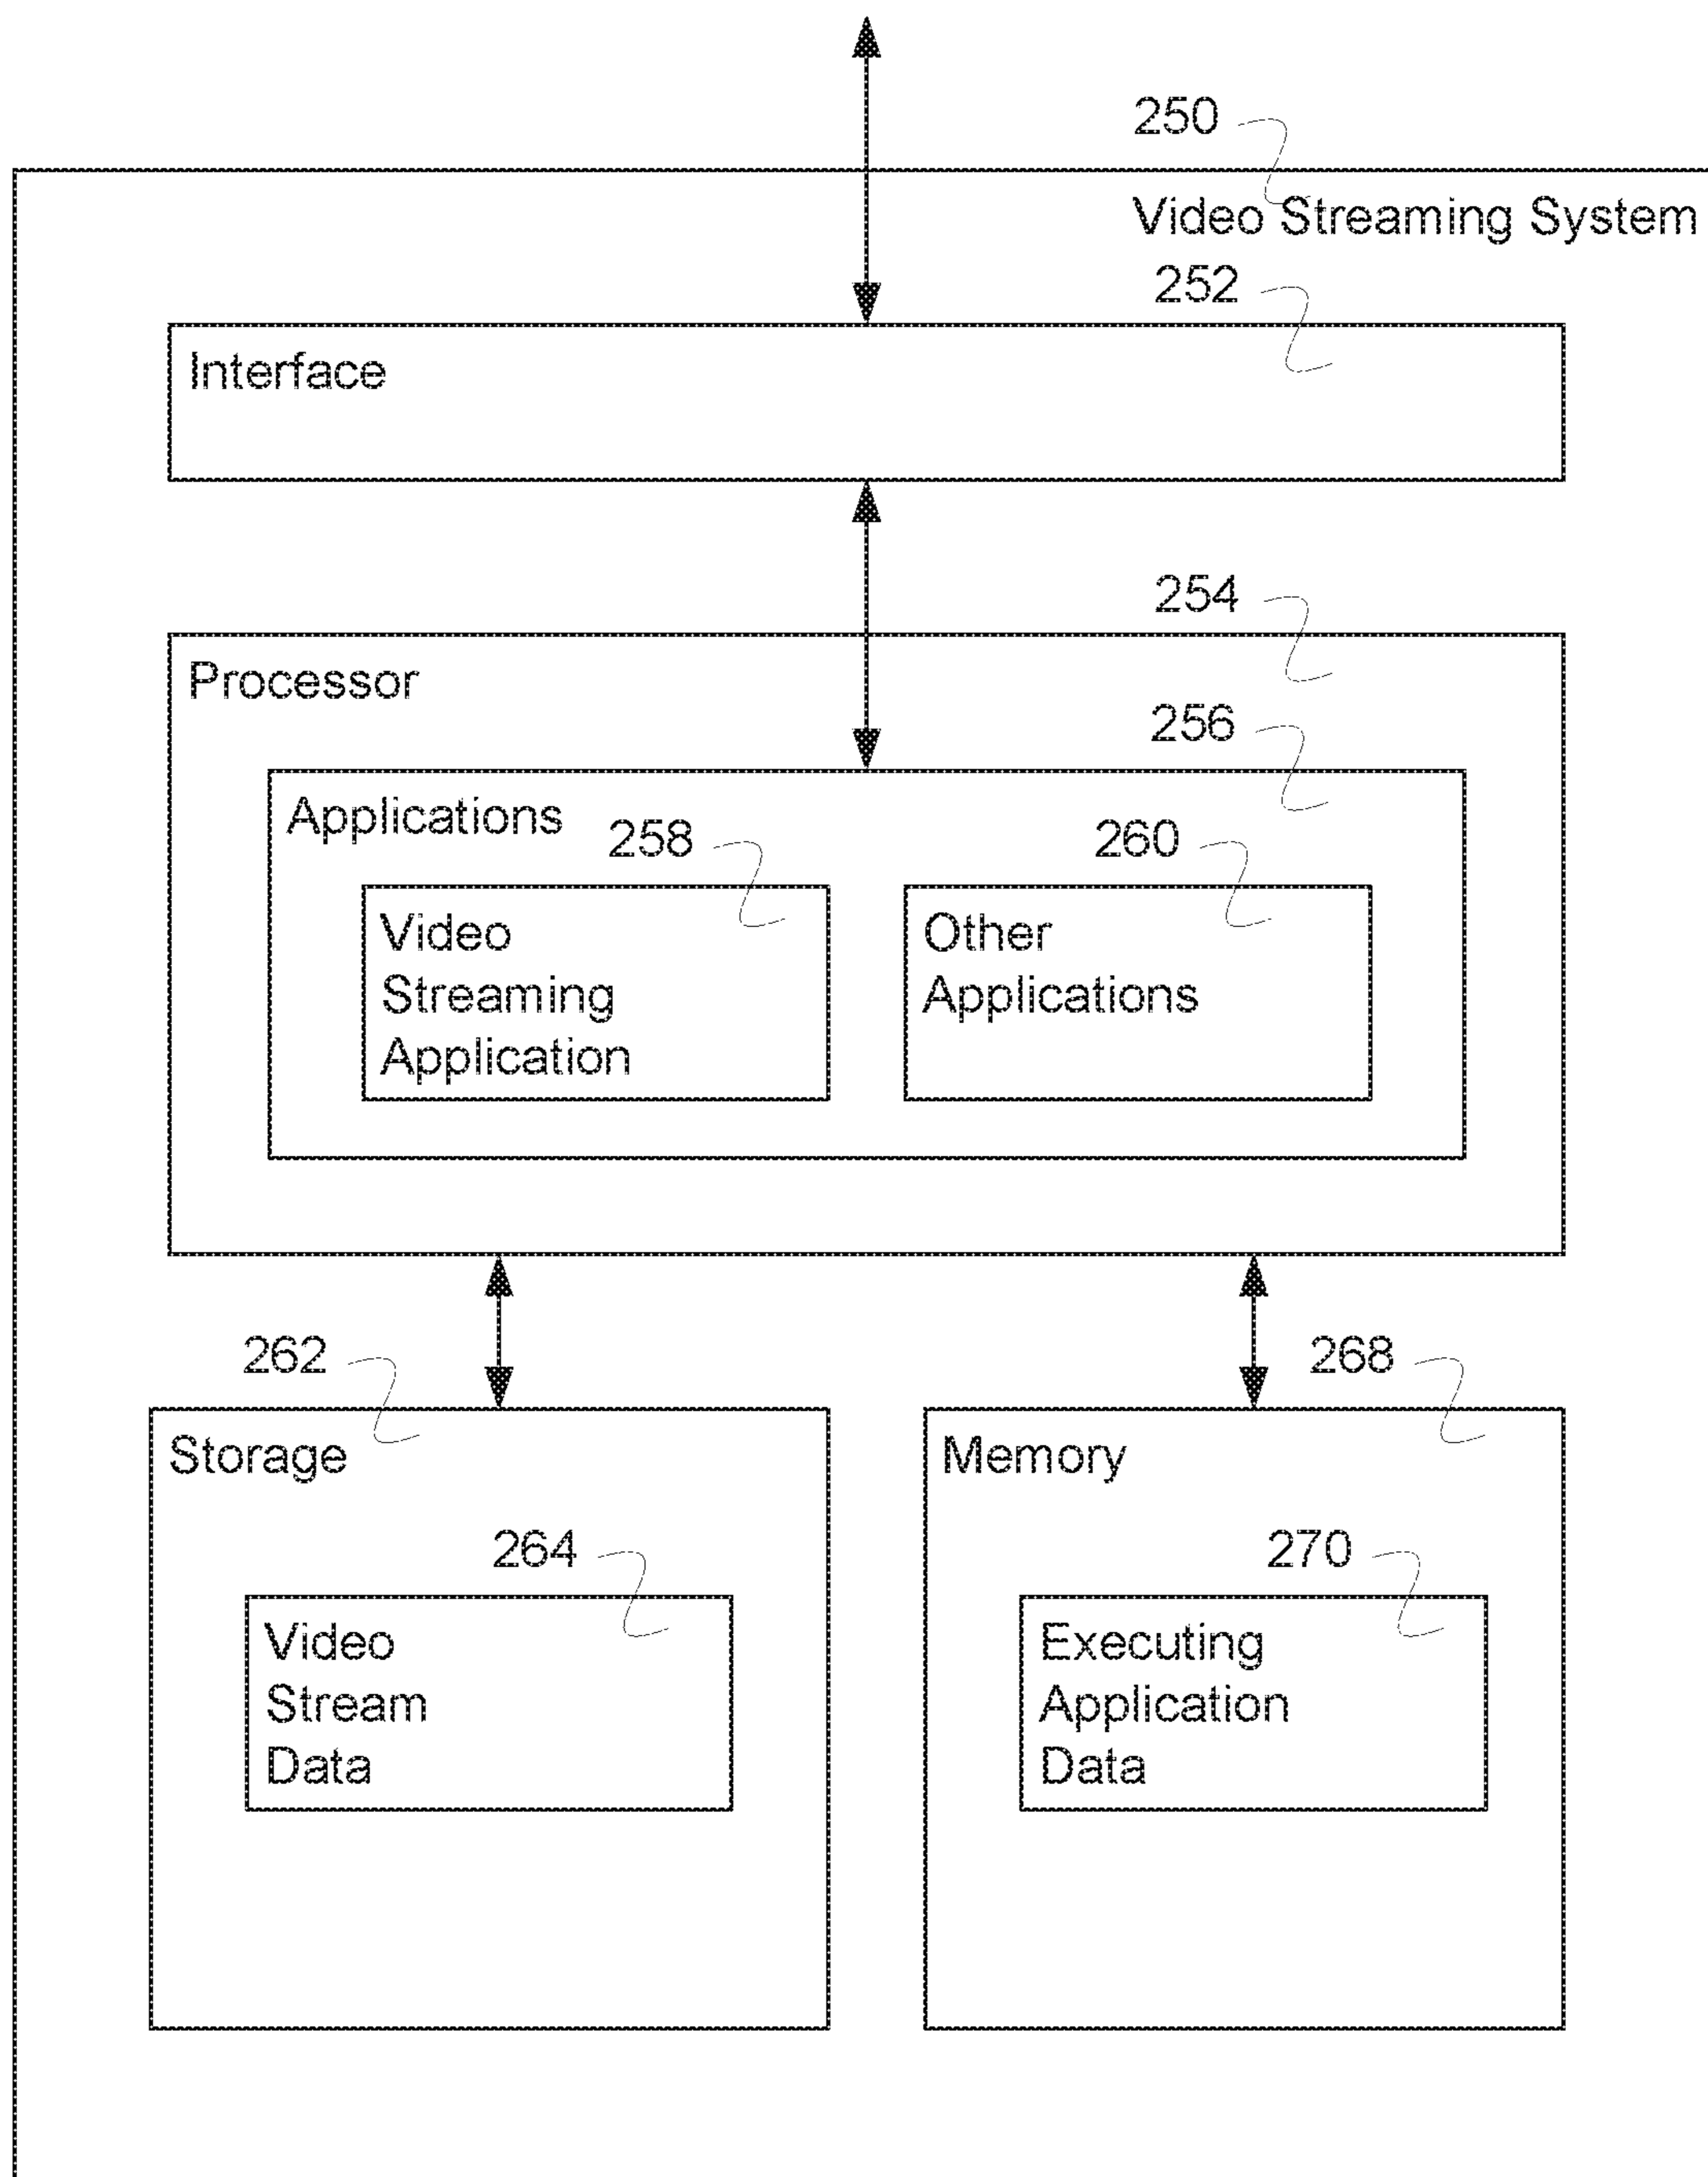 250
Video Streaming System
252
Interface
254
Processor
256
Applications
258
260
Video
Streaming
Application
Other
Applications
262
268
Storage
Memory
264
270
Video
Stream
Data
Executing
Application
Data